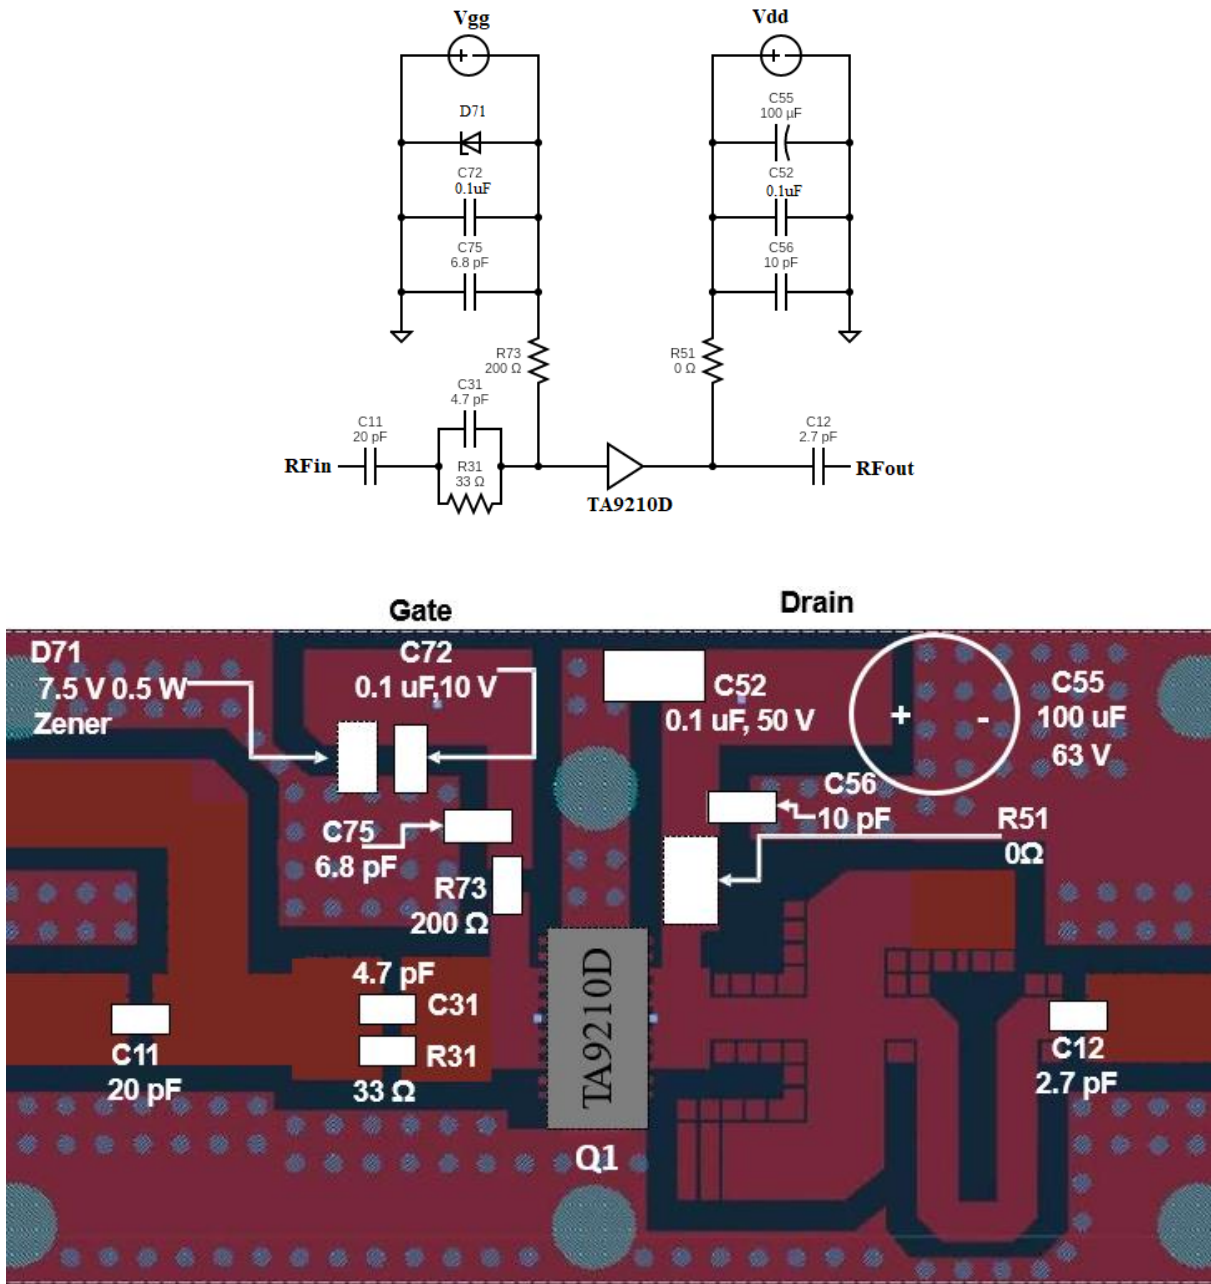 Vgg
Vdd
+
+
D71
C55
100 µF
C72
0.1uF
C52
0.1uF
C75
6.8 pF
C56
10 pF
R73
200 Ω
R51
0 Ω
C31
4.7 pF
C11
20 pF
C12
2.7 pF
RFin
R31
33 Ω
RFout
TA9210D
Gate
Drain
D71
7.5 V 0.5 W
Zener
C72
0.1 uF,10 V
C52
0.1 uF, 50 V
+ -
C55
100 uF
63 V
C56
10 pF
C75
6.8 pF
R51
0Ω
R73
200 Ω
4.7 pF
C31
R31
33 Ω
C11
20 pF
TA9210D
C12
2.7 pF
Q1